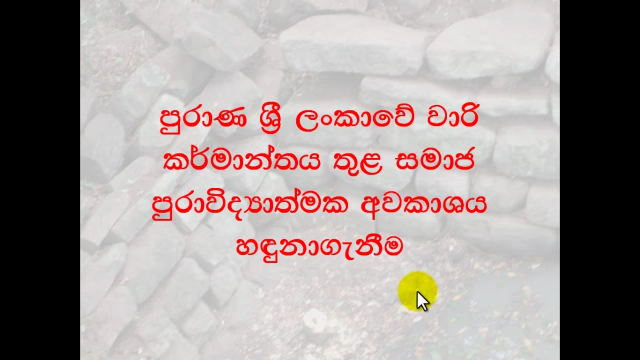 පුරාණ ශ්‍රී ලංකාවේ වාරි
කර්මාන්තය තුළ සමාජ
පුරාවිද්‍යාත්මක අවකාශය
හඳුනාගැනීම